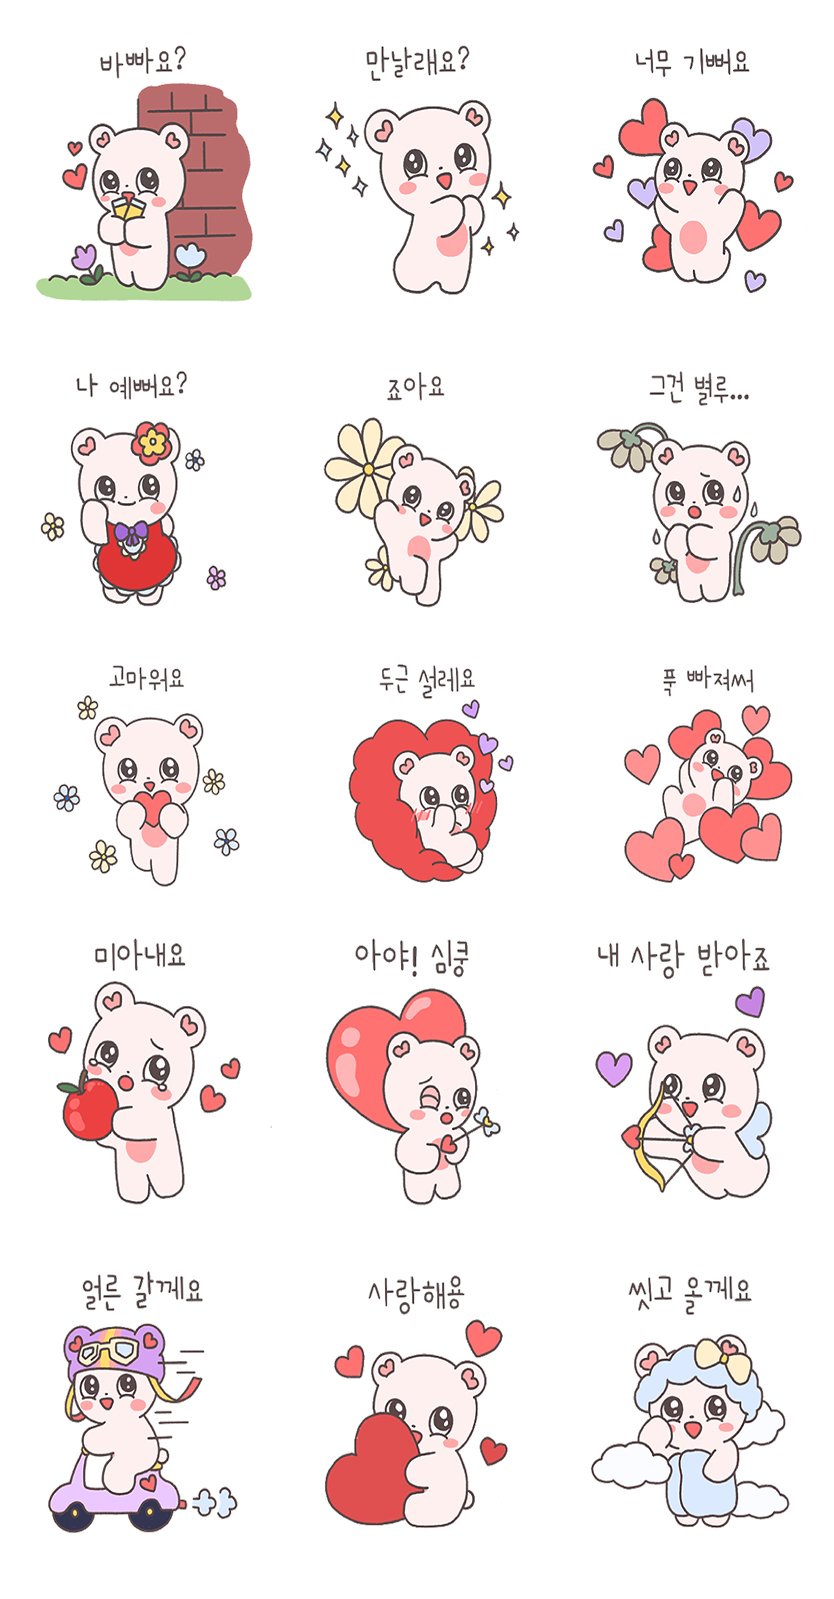 바빠요?
만날래요?
너무 기뻐요
나 예뻐요?
죠아요
그건 별루...
고마워요
두근 설레요
푹 빠져써
미아내요
아야! 심쿵
내 사랑 받아죠
얼른 갈께요
사랑해용
씻고 올께요